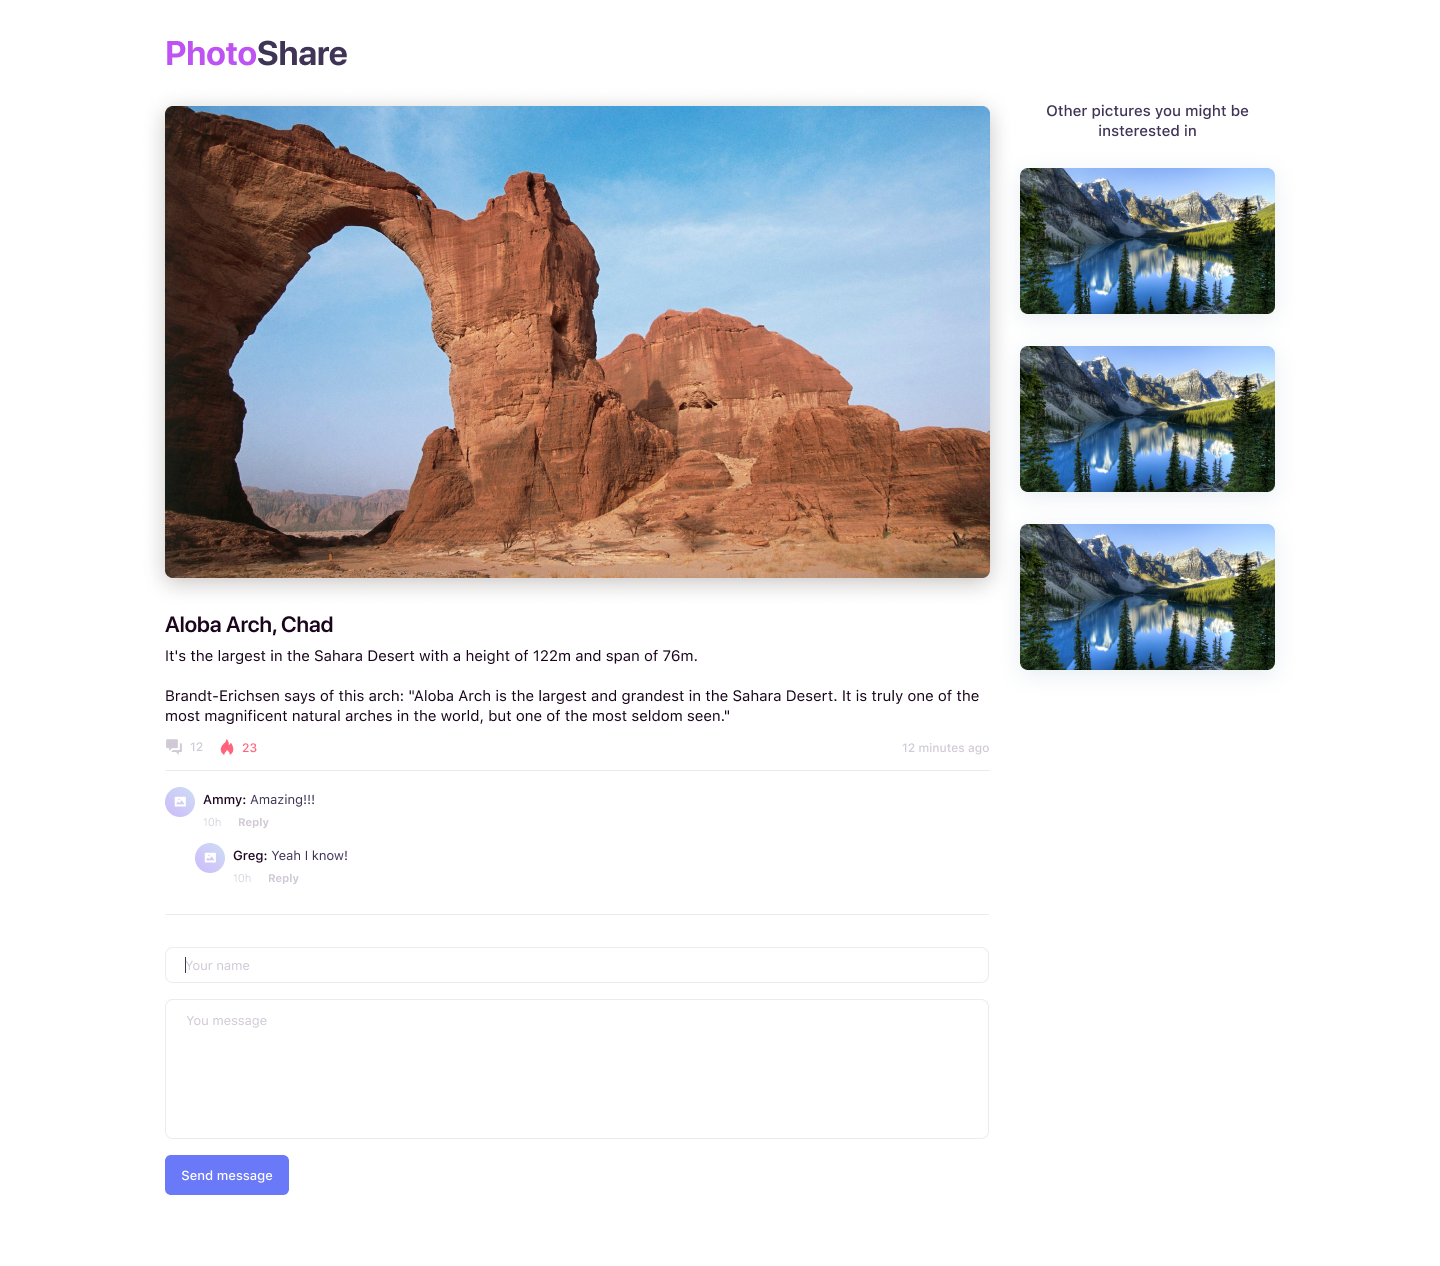 PhotoShare
Other pictures you might be
insterested in
Aloba Arch, Chad
It's the largest in the Sahara Desert with a height of 122m and span of 76m.
Brandt-Erichsen says of this arch: "Aloba Arch is the largest and grandest in the Sahara Desert. It is truly one of the
most magnificent natural arches in the world, but one of the most seldom seen."
12 23 12 minutes ago
Ammy: Amazing!!!
10h Reply
Greg: Yeah I know!
10h Reply
Your name
You message
Send message